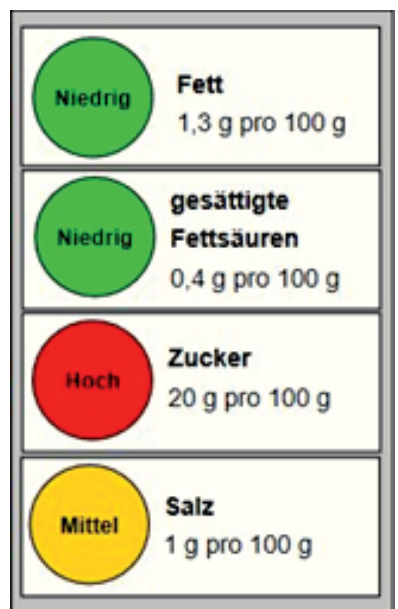 Niedrig
Fett
1,3 g pro 100 g
Niedrig
gesättigte
Fettsäuren
0,4 g pro 100 g
Hoch
Zucker
20 g pro 100 g
Mittel
Salz
1 g pro 100 g